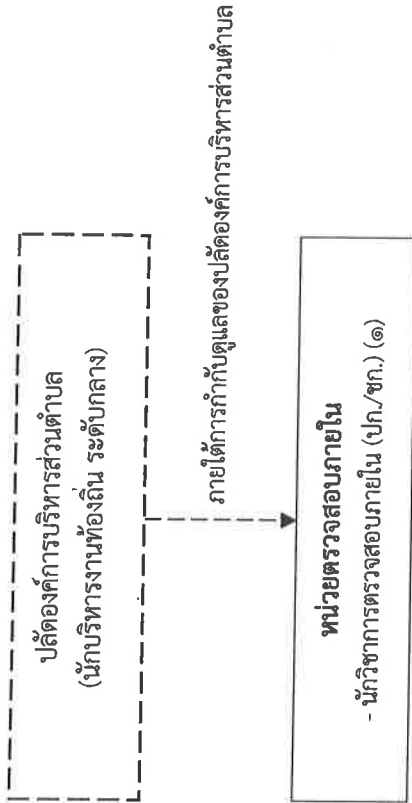 ปลัดองค์การบริหารส่วนตำบล
(นักบริหารงานท้องถิ่น ระดับกลาง)
ภายใต้การกำกับดูแลของปลัดองค์การบริหารส่วนตำบล
หน่วยตรวจสอบภายใน
- นักวิชาการตรวจสอบภายใน (ปก./ชก.) (๑)